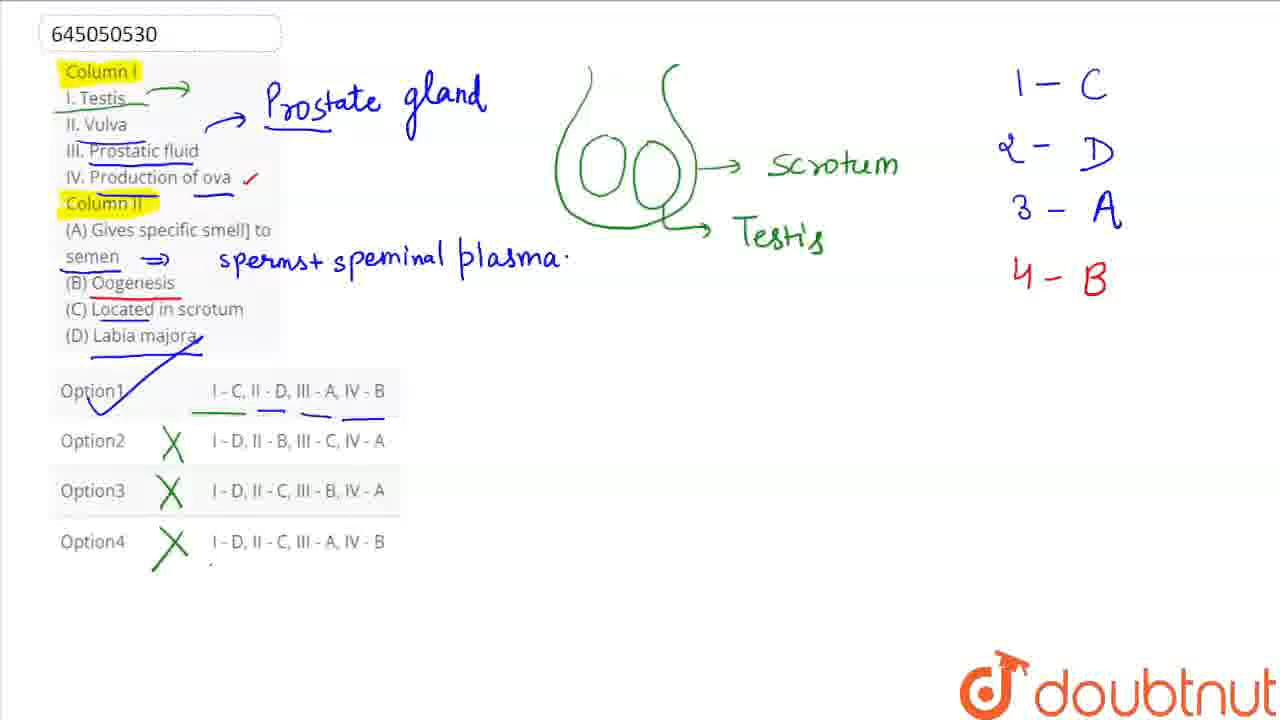 645050530
Column I
I. Testis
II. Vulva
III. Prostatic fluid
IV. Production of ova
Column II
(A) Gives specific smell] to
semen ⇒ sperms+ speminal plasma.
(B) Oogenesis
(C) Located in scrotum
(D) Labia majora
Option1 I - C, II - D, III - A, IV - B
Option2 X I - D, II - B, III - C, IV - A
Option3 X I - D, II - C, III - B, IV - A
Option4 X I - D, II - C, III - A, IV - B
Prostate gland
Scrotum
Testis
1 - C
2 - D
3 - A
4 - B
doubtnut